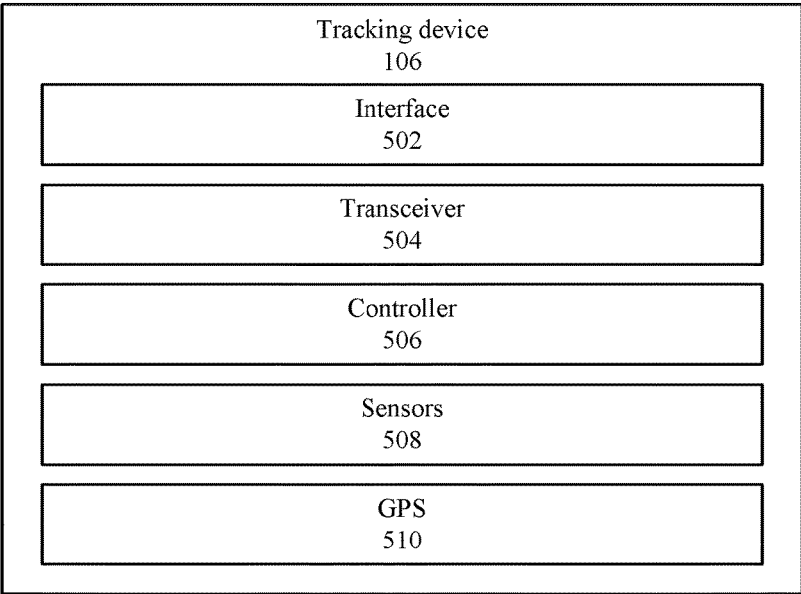 Tracking device
106
Interface
502
Transceiver
504
Controller
506
Sensors
508
GPS
510